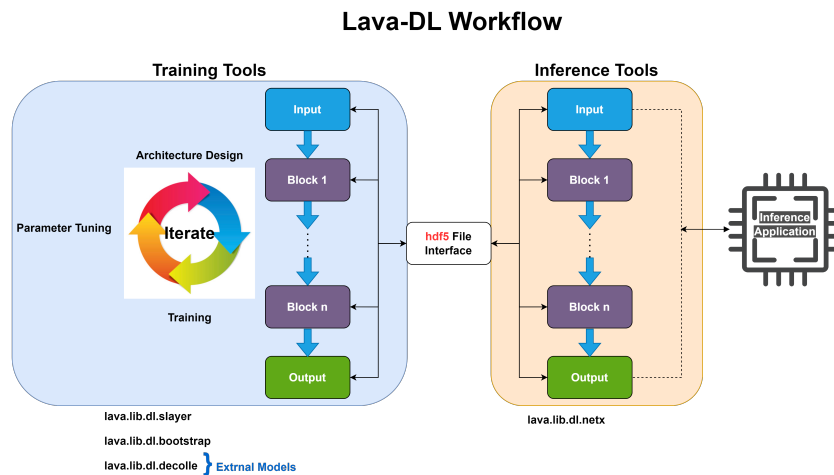 Lava-DL Workflow
Training Tools
Architecture Design
Parameter Tuning
Iterate
Training
Input
Block 1
Block n
Output
hdf5 File
Interface
Inference Tools
Input
Block 1
Block n
Output
Inference
Application
lava.lib.dl.slayer
lava.lib.dl.bootstrap
lava.lib.dl.decolle } Extrnal Models
lava.lib.dl.netx